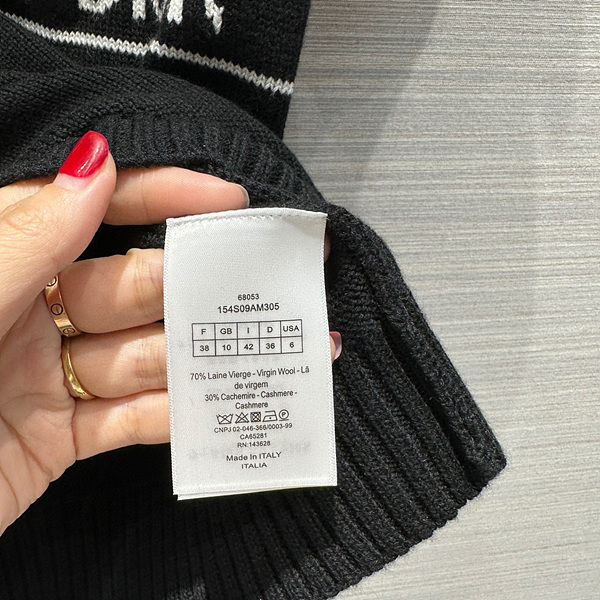 68053
154S09AM305
F GB I D USA
38 10 42 36 6
70% Laine Vierge - Virgin Wool - Lã
de virgem
30% Cachemire - Cashmere -
Cashmere
CNPJ 02-046-366/0003-99
CA65281
RN:143628
Made In ITALY
ITALIA